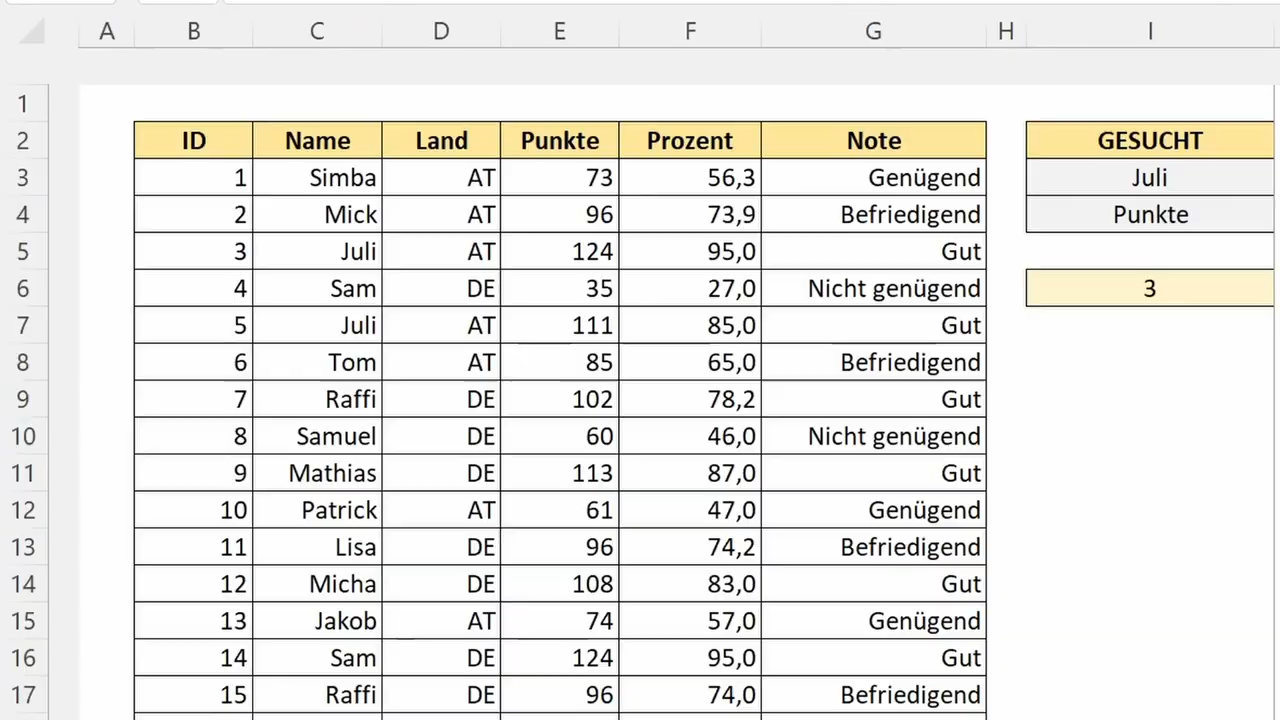 A B C D E F G H I
1
2 ID Name Land Punkte Prozent Note GESUCHT
3 1 Simba AT 73 56,3 Genügend Juli
4 2 Mick AT 96 73,9 Befriedigend Punkte
5 3 Juli AT 124 95,0 Gut
6 4 Sam DE 35 27,0 Nicht genügend 3
7 5 Juli AT 111 85,0 Gut
8 6 Tom AT 85 65,0 Befriedigend
9 7 Raffi DE 102 78,2 Gut
10 8 Samuel DE 60 46,0 Nicht genügend
11 9 Mathias DE 113 87,0 Gut
12 10 Patrick AT 61 47,0 Genügend
13 11 Lisa DE 96 74,2 Befriedigend
14 12 Micha DE 108 83,0 Gut
15 13 Jakob AT 74 57,0 Genügend
16 14 Sam DE 124 95,0 Gut
17 15 Raffi DE 96 74,0 Befriedigend